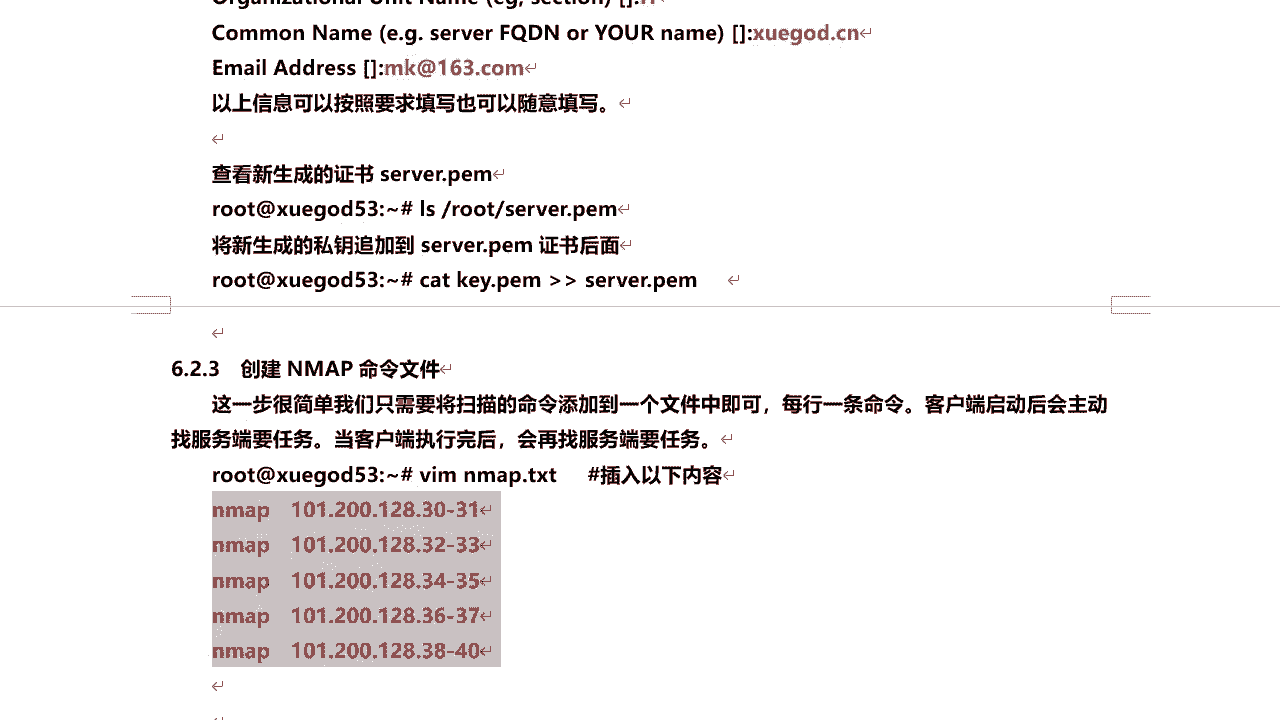 Organizational Unit Name (eg, section) []:IT
Common Name (e.g. server FQDN or YOUR name) []:xuegod.cn
Email Address []:mk@163.com
以上信息可以按照要求填写也可以随意填写。
查看新生成的证书 server.pem
root@xuegod53:~# ls /root/server.pem
将新生成的私钥追加到 server.pem 证书后面
root@xuegod53:~# cat key.pem >> server.pem
6.2.3 创建 NMAP 命令文件
这一步很简单我们只需要将扫描的命令添加到一个文件中即可，每行一条命令。客户端启动后会主动
找服务端要任务。当客户端执行完后，会再找服务端要任务。
root@xuegod53:~# vim nmap.txt #插入以下内容
nmap 101.200.128.30-31
nmap 101.200.128.32-33
nmap 101.200.128.34-35
nmap 101.200.128.36-37
nmap 101.200.128.38-40